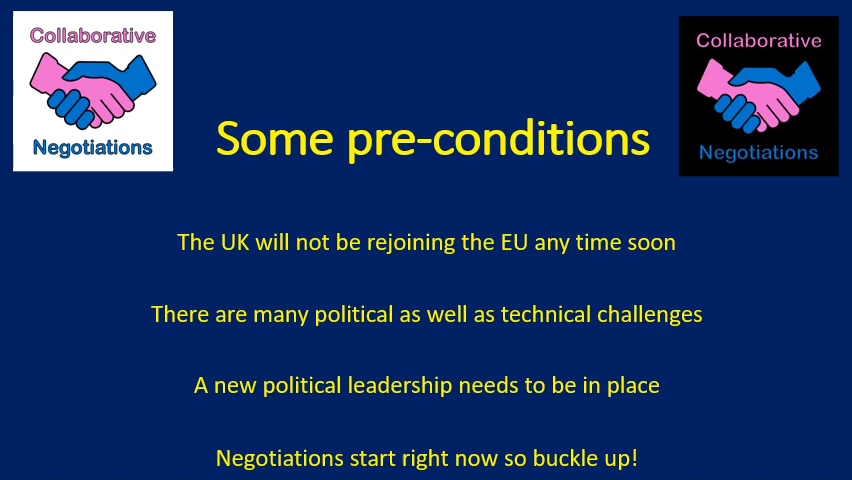 Collaborative
Negotiations
Collaborative
Negotiations
Some pre-conditions
The UK will not be rejoining the EU any time soon
There are many political as well as technical challenges
A new political leadership needs to be in place
Negotiations start right now so buckle up!